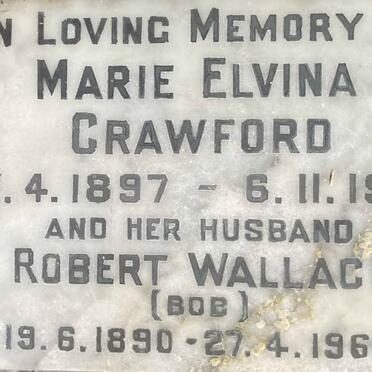 N LOVING MEMORY
MARIE ELVINA
CRAWFORD
.4.1897 – 6.11.19
AND HER HUSBAND
ROBERT WALLAC
(BOB)
19.6.1890 - 27.4.196